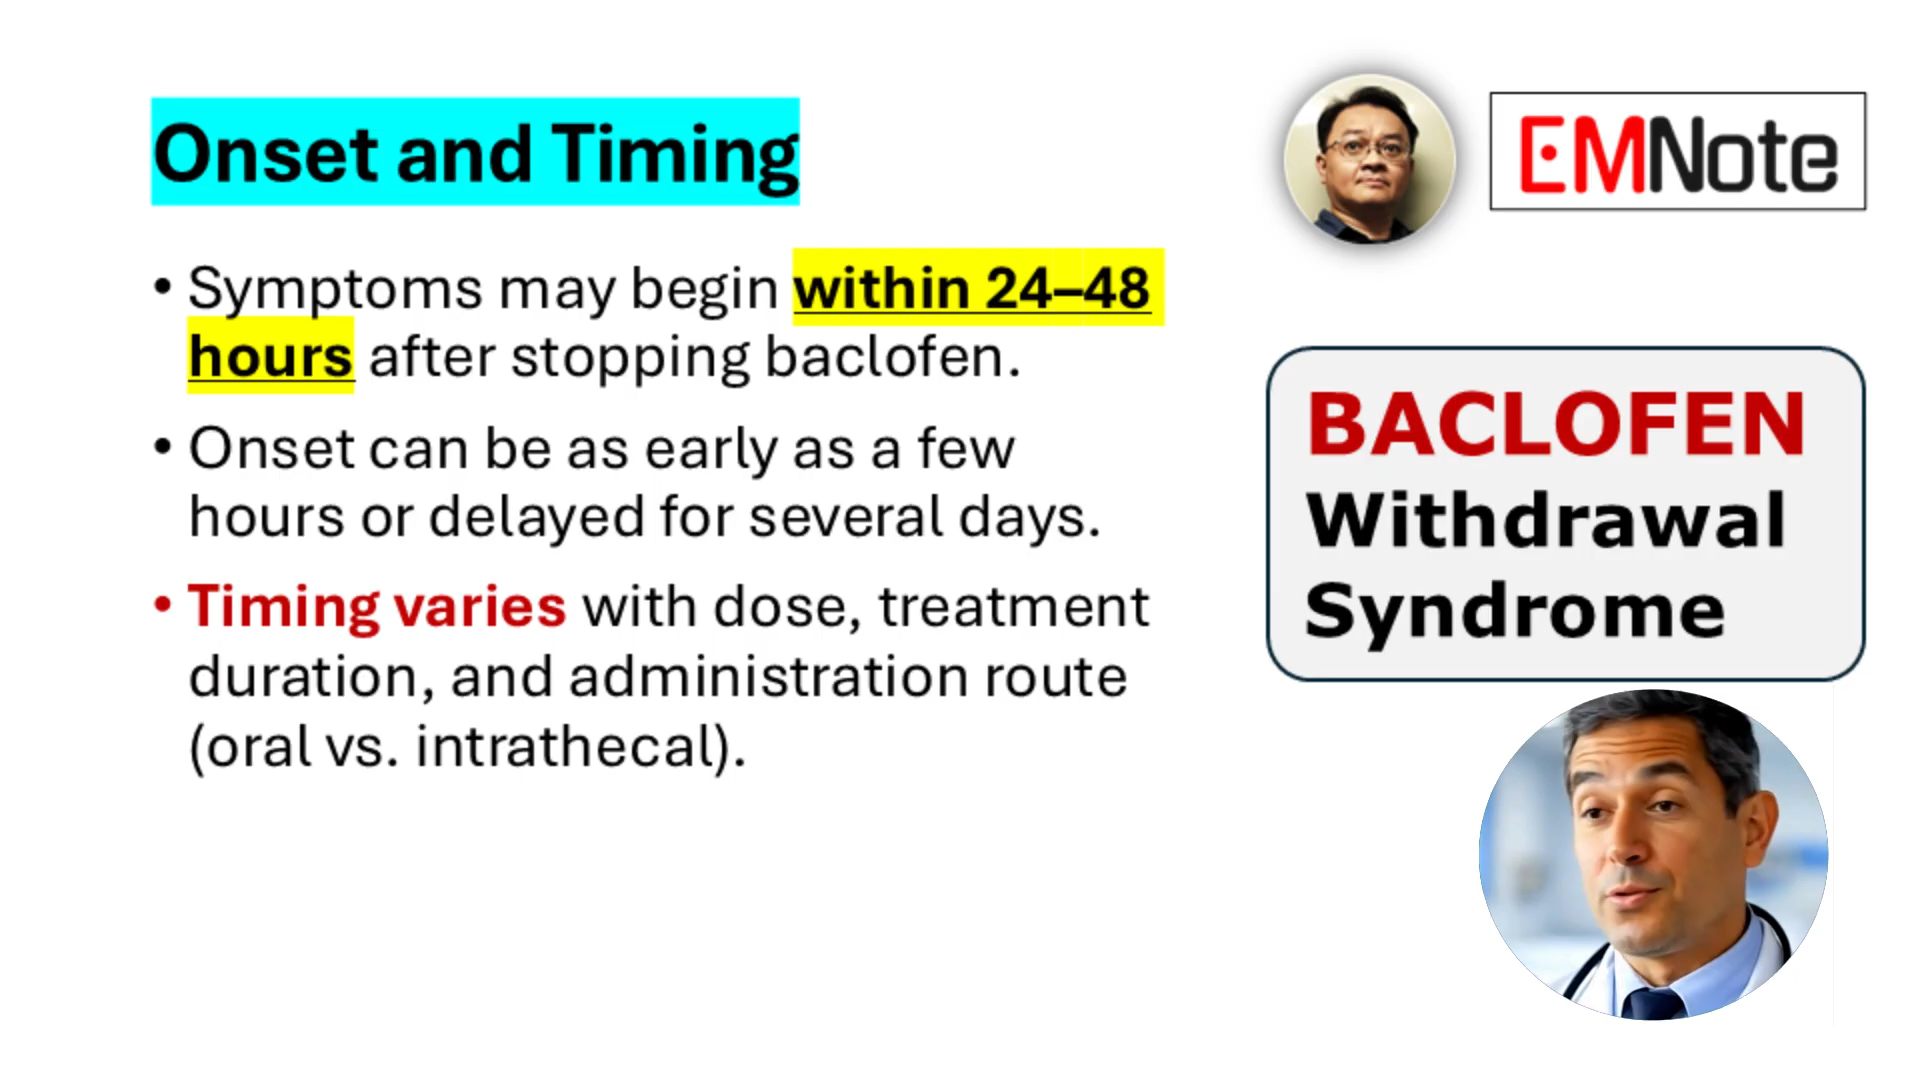 Onset and Timing
EMNote
• Symptoms may begin within 24–48
hours after stopping baclofen.
• Onset can be as early as a few
hours or delayed for several days.
• Timing varies with dose, treatment
duration, and administration route
(oral vs. intrathecal).
BACLOFEN
Withdrawal
Syndrome